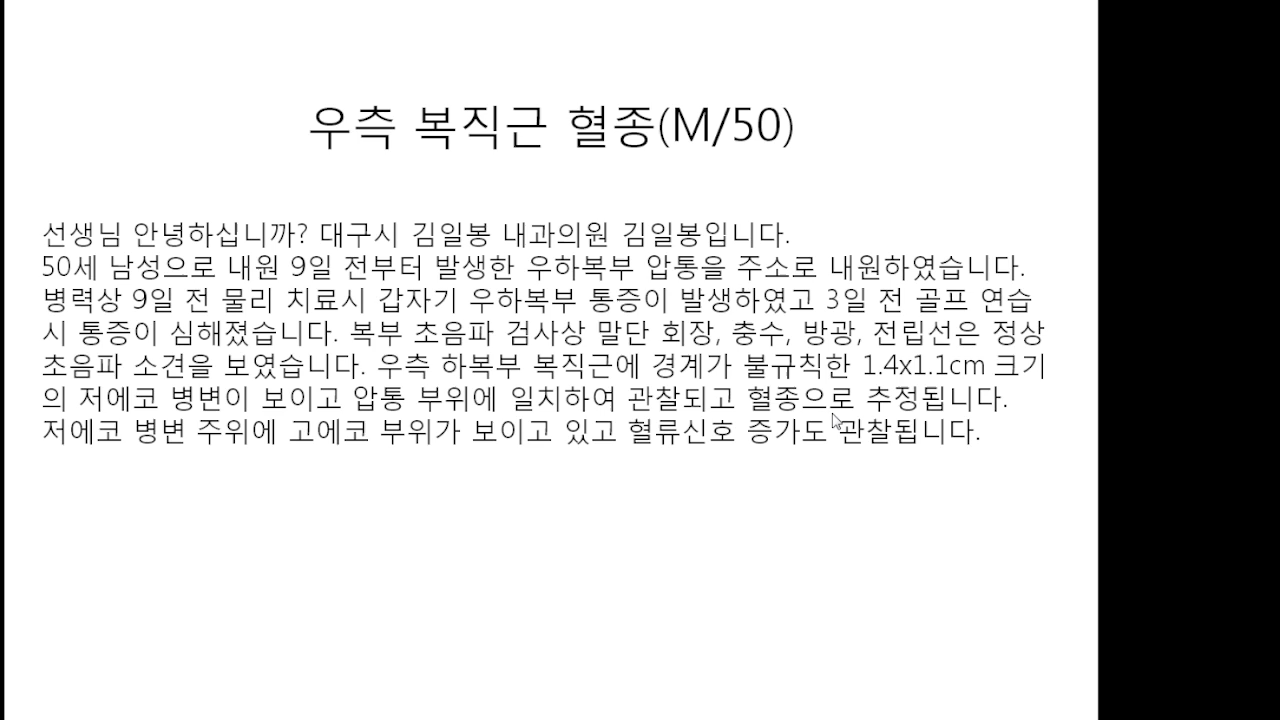 우측 복직근 혈종(M/50)
선생님 안녕하십니까? 대구시 김일봉 내과의원 김일봉입니다.
50세 남성으로 내원 9일 전부터 발생한 우하복부 압통을 주소로 내원하였습니다.
병력상 9일 전 물리 치료시 갑자기 우하복부 통증이 발생하였고 3일 전 골프 연습
시 통증이 심해졌습니다. 복부 초음파 검사상 말단 회장, 충수, 방광, 전립선은 정상
초음파 소견을 보였습니다. 우측 하복부 복직근에 경계가 불규칙한 1.4x1.1cm 크기
의 저에코 병변이 보이고 압통 부위에 일치하여 관찰되고 혈종으로 추정됩니다.
저에코 병변 주위에 고에코 부위가 보이고 있고 혈류신호 증가도 관찰됩니다.